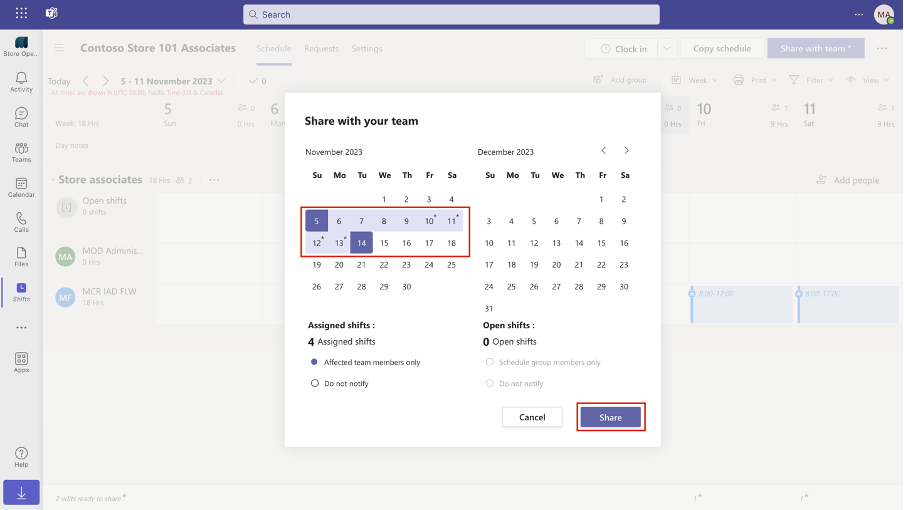 Search
MA
Store Ope...
Activity
Chat
Teams
Calendar
Calls
Files
Shifts
Apps
Help
Contoso Store 101 Associates
Schedule
Requests
Settings
Clock in
Copy schedule
Share with team *
Today
5 - 11 November 2023
0
Add group
Week
Print
Filter
View
All times are shown in (UTC-08:00) Pacific Time (US & Canada).
Week: 18 Hrs
5
Sun
0
0 Hrs
6
Mon
0
0 Hrs
10
Fri
1
9 Hrs
11
Sat
1
9 Hrs
Day notes
Store associates
18 Hrs
2
Add people
Open shifts
0 shifts
MA
MOD Adminis...
0 Hrs
MF
MCR IAD FLW
18 Hrs
8:00-17:00
8:00-17:00
Share with your team
November 2023
Su Mo Tu We Th Fr Sa
1 2 3 4
5 6 7 8 9 10* 11*
12* 13* 14 15 16 17 18
19 20 21 22 23 24 25
26 27 28 29 30
December 2023
Su Mo Tu We Th Fr Sa
1 2
3 4 5 6 7 8 9
10 11 12 13 14 15 16
17 18 19 20 21 22 23
24 25 26 27 28 29 30
31
Assigned shifts :
4 Assigned shifts
Affected team members only
Do not notify
Open shifts :
0 Open shifts
Schedule group members only
Do not notify
Cancel
Share
2 edits ready to share*
1*
1*